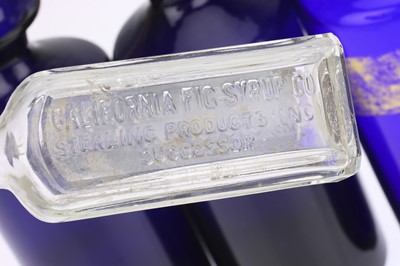 CALIFORNIA FIG SYRUP CO
STERLING PRODUCTS INC
SUCCESSOR